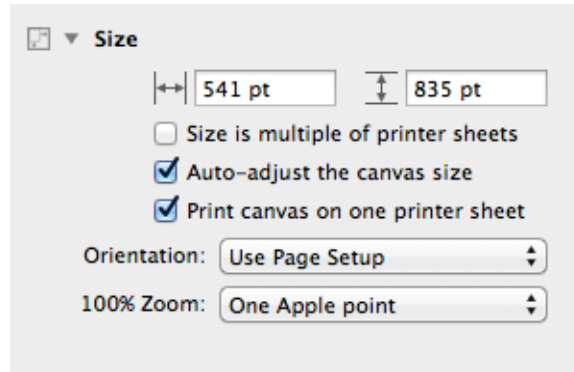 Size
541 pt 835 pt
Size is multiple of printer sheets
Auto-adjust the canvas size
Print canvas on one printer sheet
Orientation: Use Page Setup
100% Zoom: One Apple point